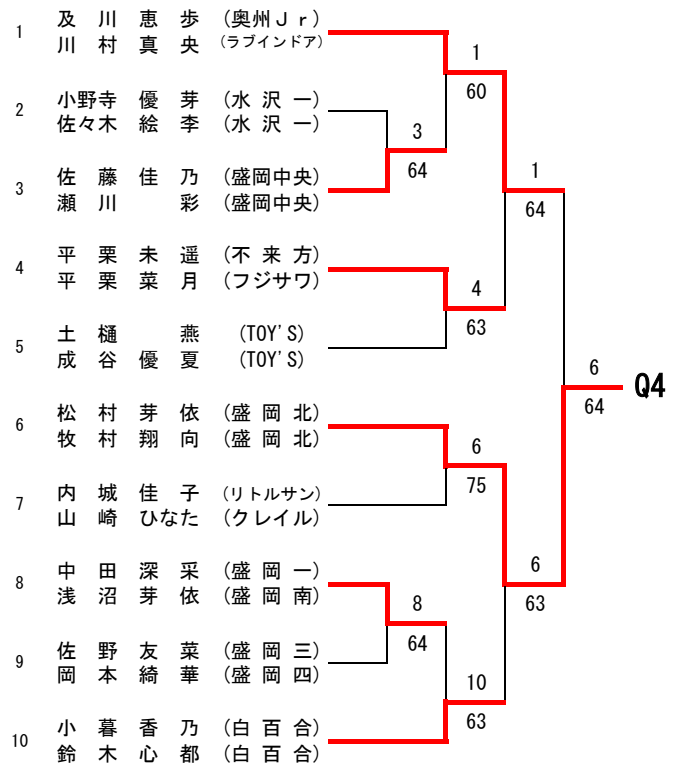 1 及川恵歩 (奥州Jr)
川村真央 (ラブインドア)
2 小野寺優芽 (水沢一)
佐々木絵李 (水沢一)
3 佐藤佳乃 (盛岡中央)
瀬川彩 (盛岡中央)
4 平栗未遥 (不来方)
平栗菜月 (フジサワ)
5 土樋燕 (TOY'S)
成谷優夏 (TOY'S)
6 松村芽依 (盛岡北)
牧村翔向 (盛岡北)
7 内城佳子 (リトルサン)
山崎ひなた (クレイル)
8 中田深采 (盛岡一)
浅沼芽依 (盛岡南)
9 佐野友菜 (盛岡三)
岡本綺華 (盛岡四)
10 小暮香乃 (白百合)
鈴木心都 (白百合)
3
64
8
64
1
60
4
63
6
75
10
63
1
64
6
63
6
64
Q4